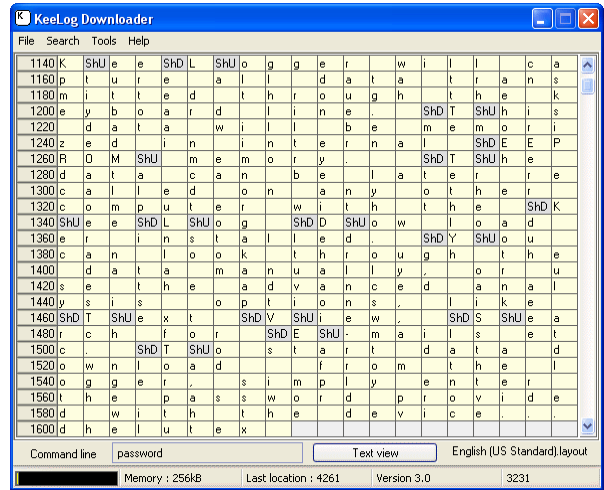 KeeLog Downloader
File Search Tools Help
1140 K ShU e e ShD L ShU o g g e r w i l l c a
1160 p t u r e a l l d a t a t r a n s
1180 m i t t e d t h r o u g h t h e k
1200 e y b o a r d l i n e . ShD T ShU h i s
1220 d a t a w i l l b e m e m o r i
1240 z e d i n i n t e r n a l ShD E E P
1260 R O M ShU m e m o r y . ShD T ShU h e
1280 d a t a c a n b e l a t e r r e
1300 c a l l e d o n a n y o t h e r
1320 c o m p u t e r w i t h t h e ShD K
1340 ShU e e ShD L ShU o g ShD D ShU o w l o a d
1360 e r i n s t a l l e d . ShD Y ShU o u
1380 c a n l o o k t h r o u g h t h e
1400 d a t a m a n u a l l y , o r u
1420 s e t h e a d v a n c e d a n a l
1440 y s i s o p t i o n s , l i k e
1460 ShD T ShU e x t ShD V ShU i e w , ShD S ShU e a
1480 r c h f o r ShD E ShU - m a i l s e t
1500 c . ShD T ShU o s t a r t d a t a d
1520 o w n l o a d f r o m t h e l
1540 o g g e r , s i m p l y e n t e r
1560 t h e p a s s w o r d p r o v i d e
1580 d w i t h t h e d e v i c e . . .
1600 d h e l u t e x
Command line password Text view English (US Standard).layout
Memory : 256kB Last location : 4261 Version 3.0 3231